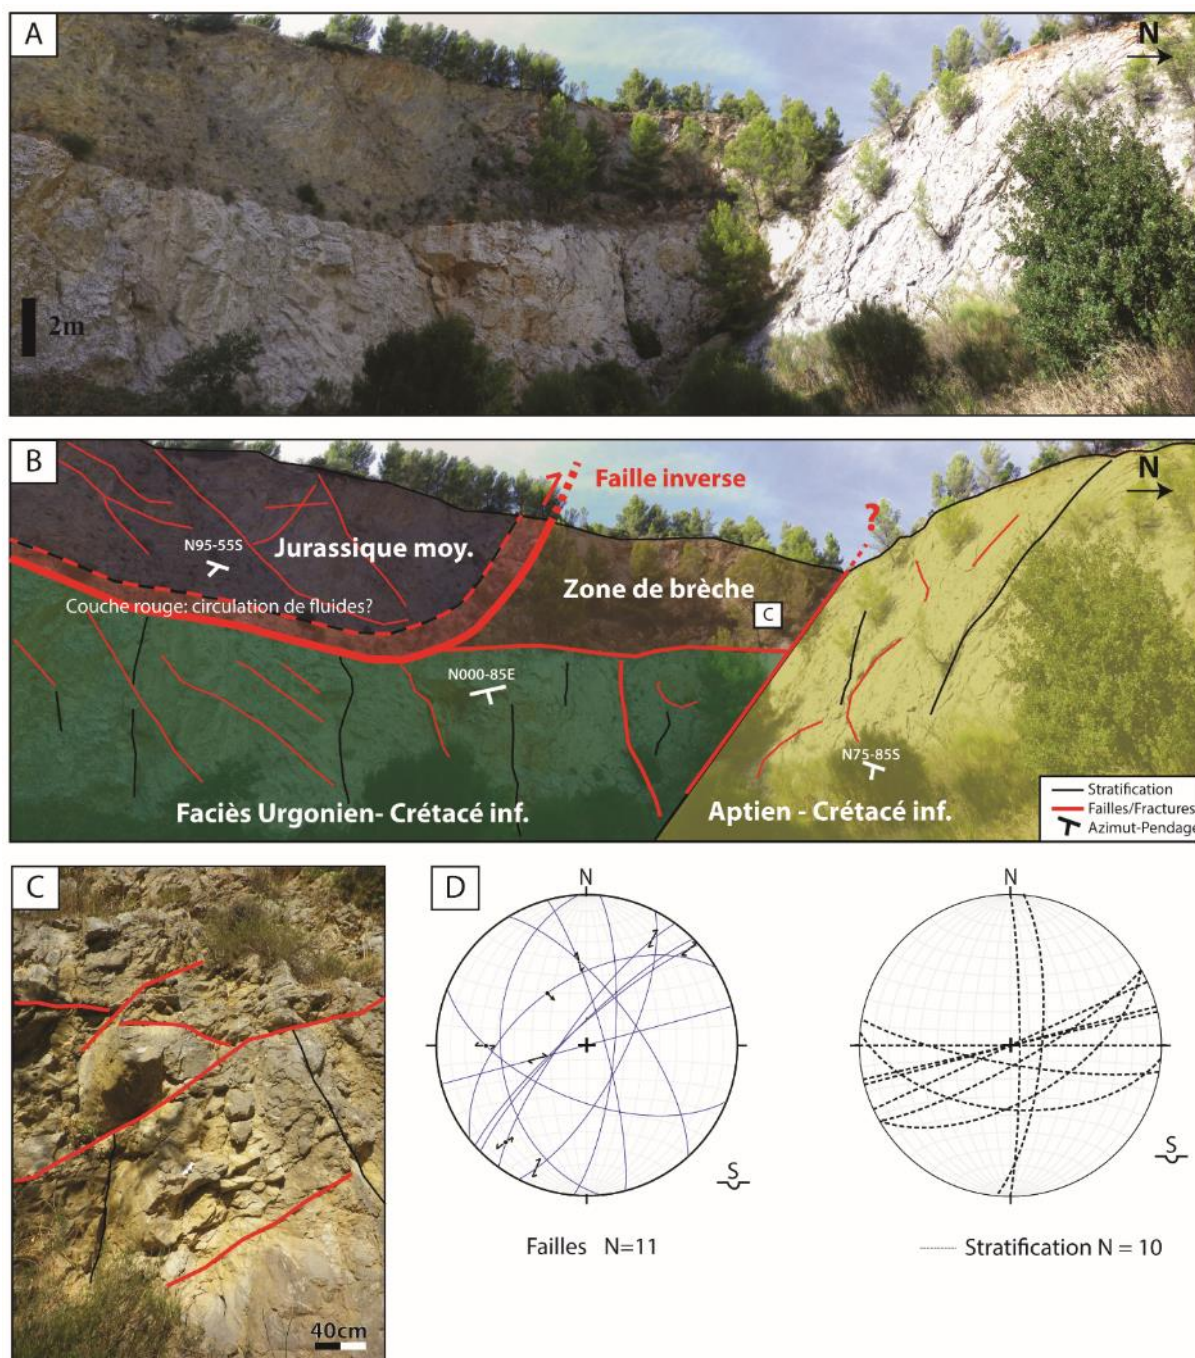 A
N
2m
B
N
Faille inverse
?
N95-55S
Jurassique moy.
Zone de brèche
Couche rouge: circulation de fluides?
C
N000-85E
N75-85S
Faciès Urgonien- Crétacé inf.
Aptien - Crétacé inf.
Stratification
Failles/Fractures
Azimut-Pendage
C
40cm
D
N
N
S
S
Failles N=11
Stratification N = 10